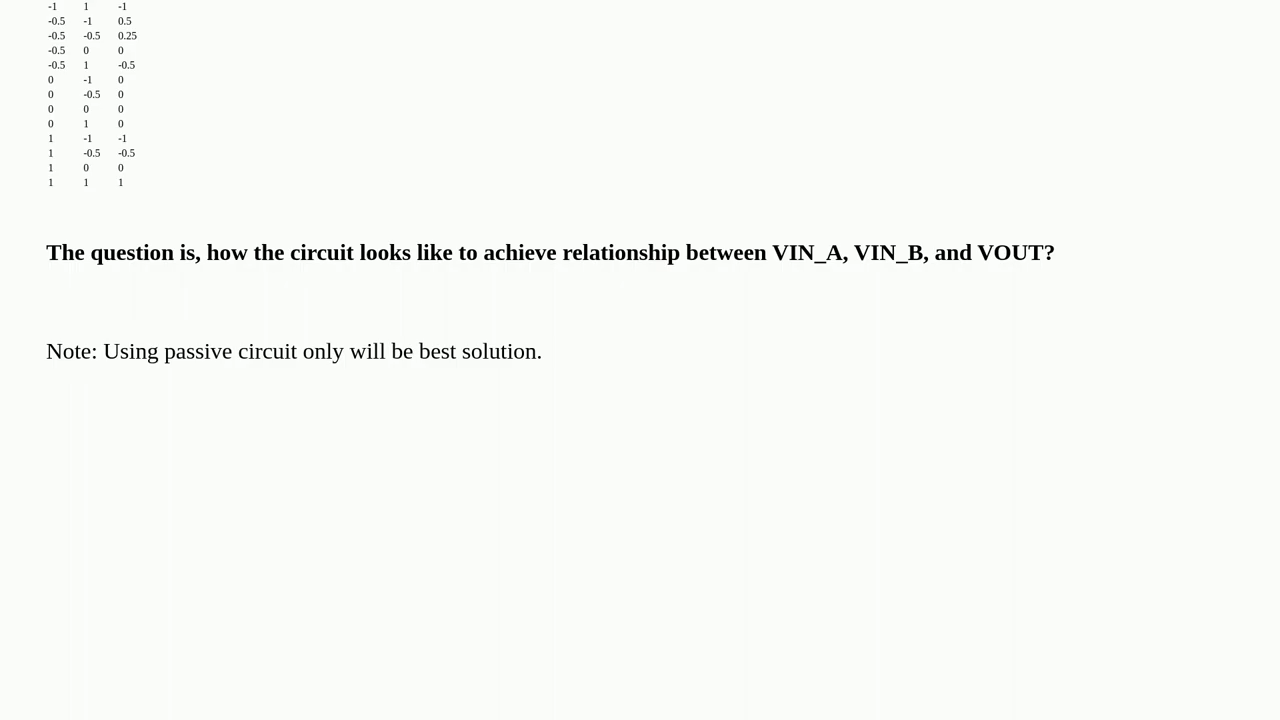 -1 1 -1
-0.5 -1 0.5
-0.5 -0.5 0.25
-0.5 0 0
-0.5 1 -0.5
0 -1 0
0 -0.5 0
0 0 0
0 1 0
1 -1 -1
1 -0.5 -0.5
1 0 0
1 1 1
The question is, how the circuit looks like to achieve relationship between VIN_A, VIN_B, and VOUT?
Note: Using passive circuit only will be best solution.